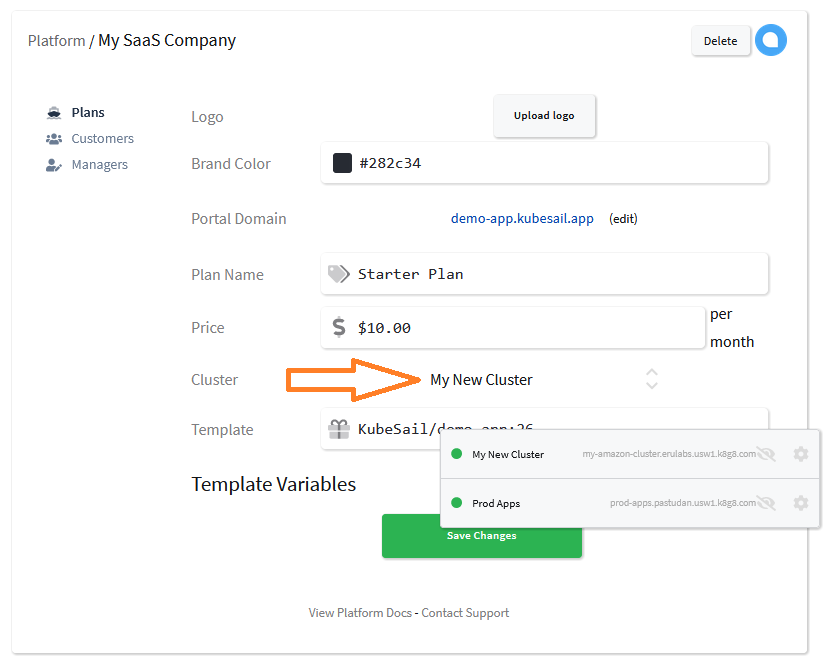 Platform / My SaaS Company
Delete
Plans
Customers
Managers
Logo
Upload logo
Brand Color
#282c34
Portal Domain
demo-app.kubesail.app (edit)
Plan Name
Starter Plan
Price
$10.00
per
month
Cluster
My New Cluster
Template
KubeSail/demo-app:26
My New Cluster my-amazon-cluster.erulabs.usw1.k8g8.com
Prod Apps prod-apps.pastudan.usw1.k8g8.com
Template Variables
Save Changes
View Platform Docs - Contact Support